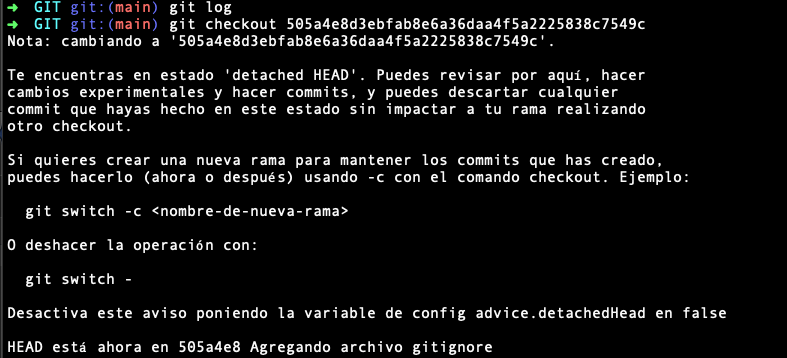 ➜ GIT git:(main) git log
➜ GIT git:(main) git checkout 505a4e8d3ebfab8e6a36daa4f5a2225838c7549c
Nota: cambiando a '505a4e8d3ebfab8e6a36daa4f5a2225838c7549c'.
Te encuentras en estado 'detached HEAD'. Puedes revisar por aquí, hacer
cambios experimentales y hacer commits, y puedes descartar cualquier
commit que hayas hecho en este estado sin impactar a tu rama realizando
otro checkout.
Si quieres crear una nueva rama para mantener los commits que has creado,
puedes hacerlo (ahora o después) usando -c con el comando checkout. Ejemplo:
git switch -c <nombre-de-nueva-rama>
O deshacer la operación con:
git switch -
Desactiva este aviso poniendo la variable de config advice.detachedHead en false
HEAD está ahora en 505a4e8 Agregando archivo gitignore